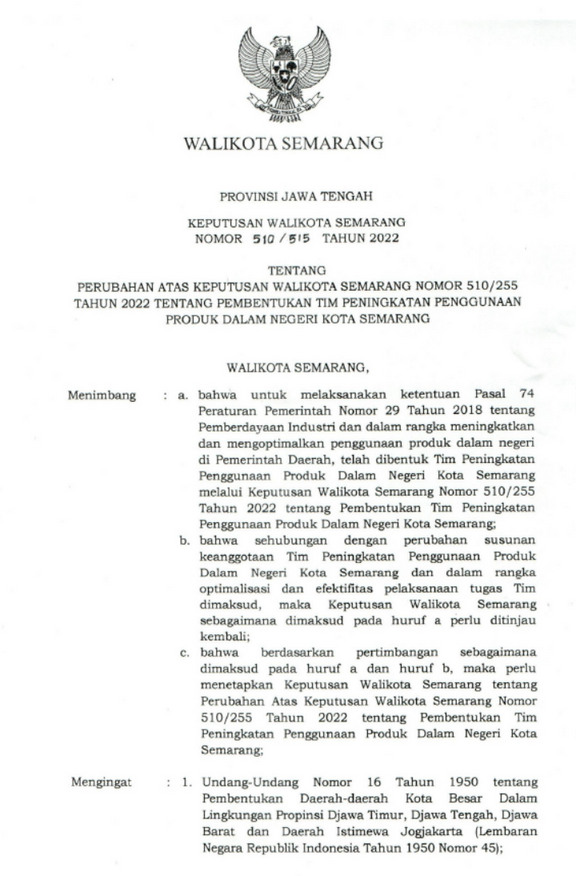 WALIKOTA SEMARANG
PROVINSI JAWA TENGAH
KEPUTUSAN WALIKOTA SEMARANG
NOMOR 510/515 TAHUN 2022
TENTANG
PERUBAHAN ATAS KEPUTUSAN WALIKOTA SEMARANG NOMOR 510/255
TAHUN 2022 TENTANG PEMBENTUKAN TIM PENINGKATAN PENGGUNAAN
PRODUK DALAM NEGERI KOTA SEMARANG
WALIKOTA SEMARANG,
Menimbang : a. bahwa untuk melaksanakan ketentuan Pasal 74
Peraturan Pemerintah Nomor 29 Tahun 2018 tentang
Pemberdayaan Industri dan dalam rangka meningkatkan
dan mengoptimalkan penggunaan produk dalam negeri
di Pemerintah Daerah, telah dibentuk Tim Peningkatan
Penggunaan Produk Dalam Negeri Kota Semarang
melalui Keputusan Walikota Semarang Nomor 510/255
Tahun 2022 tentang Pembentukan Tim Peningkatan
Penggunaan Produk Dalam Negeri Kota Semarang;
b. bahwa sehubungan dengan perubahan susunan
keanggotaan Tim Peningkatan Penggunaan Produk
Dalam Negeri Kota Semarang dan dalam rangka
optimalisasi dan efektifitas pelaksanaan tugas Tim
dimaksud, maka Keputusan Walikota Semarang
sebagaimana dimaksud pada huruf a perlu ditinjau
kembali;
c. bahwa berdasarkan pertimbangan sebagaimana
dimaksud pada huruf a dan huruf b, maka perlu
menetapkan Keputusan Walikota Semarang tentang
Perubahan Atas Keputusan Walikota Semarang Nomor
510/255 Tahun 2022 tentang Pembentukan Tim
Peningkatan Penggunaan Produk Dalam Negeri Kota
Semarang;
Mengingat : 1. Undang-Undang Nomor 16 Tahun 1950 tentang
Pembentukan Daerah-daerah Kota Besar Dalam
Lingkungan Propinsi Djawa Timur, Djawa Tengah, Djawa
Barat dan Daerah Istimewa Jogjakarta (Lembaran
Negara Republik Indonesia Tahun 1950 Nomor 45);